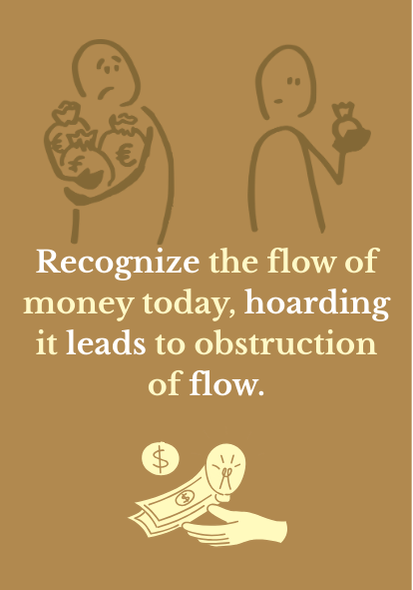 Recognize the flow of
money today, hoarding
it leads to obstruction
of flow.